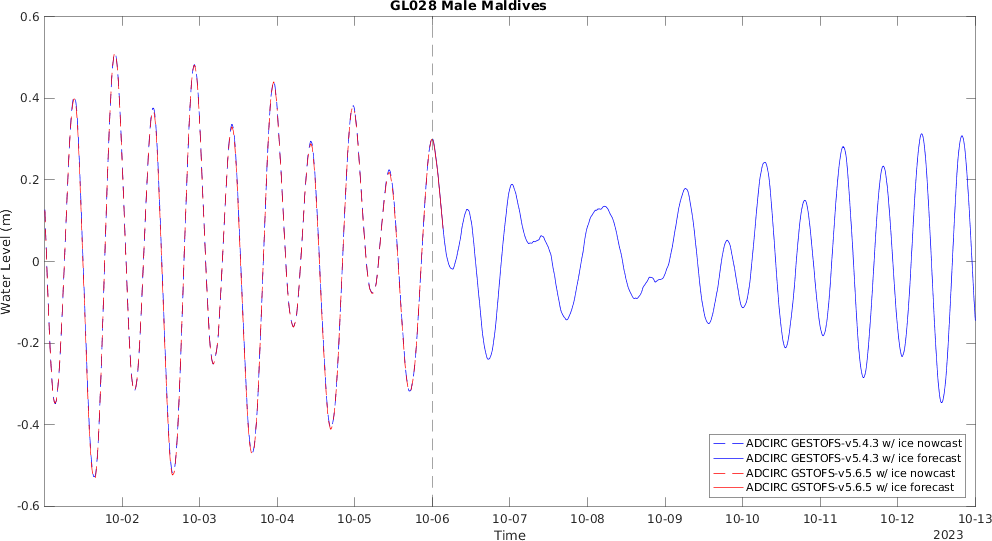 GL028 Male Maldives
0.6
0.4
0.2
0
-0.2
-0.4
-0.6
Water Level (m)
ADCIRC GESTOFS-v5.4.3 w/ ice nowcast
ADCIRC GESTOFS-v5.4.3 w/ ice forecast
ADCIRC GSTOFS-v5.6.5 w/ ice nowcast
ADCIRC GSTOFS-v5.6.5 w/ ice forecast
10-02 10-03 10-04 10-05 10-06 10-07 10-08 10-09 10-10 10-11 10-12 10-13
Time
2023